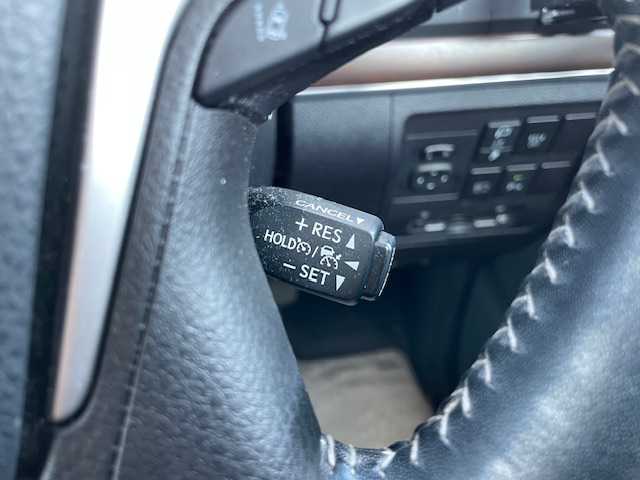 CANCEL
+ RES
HOLD /
− SET